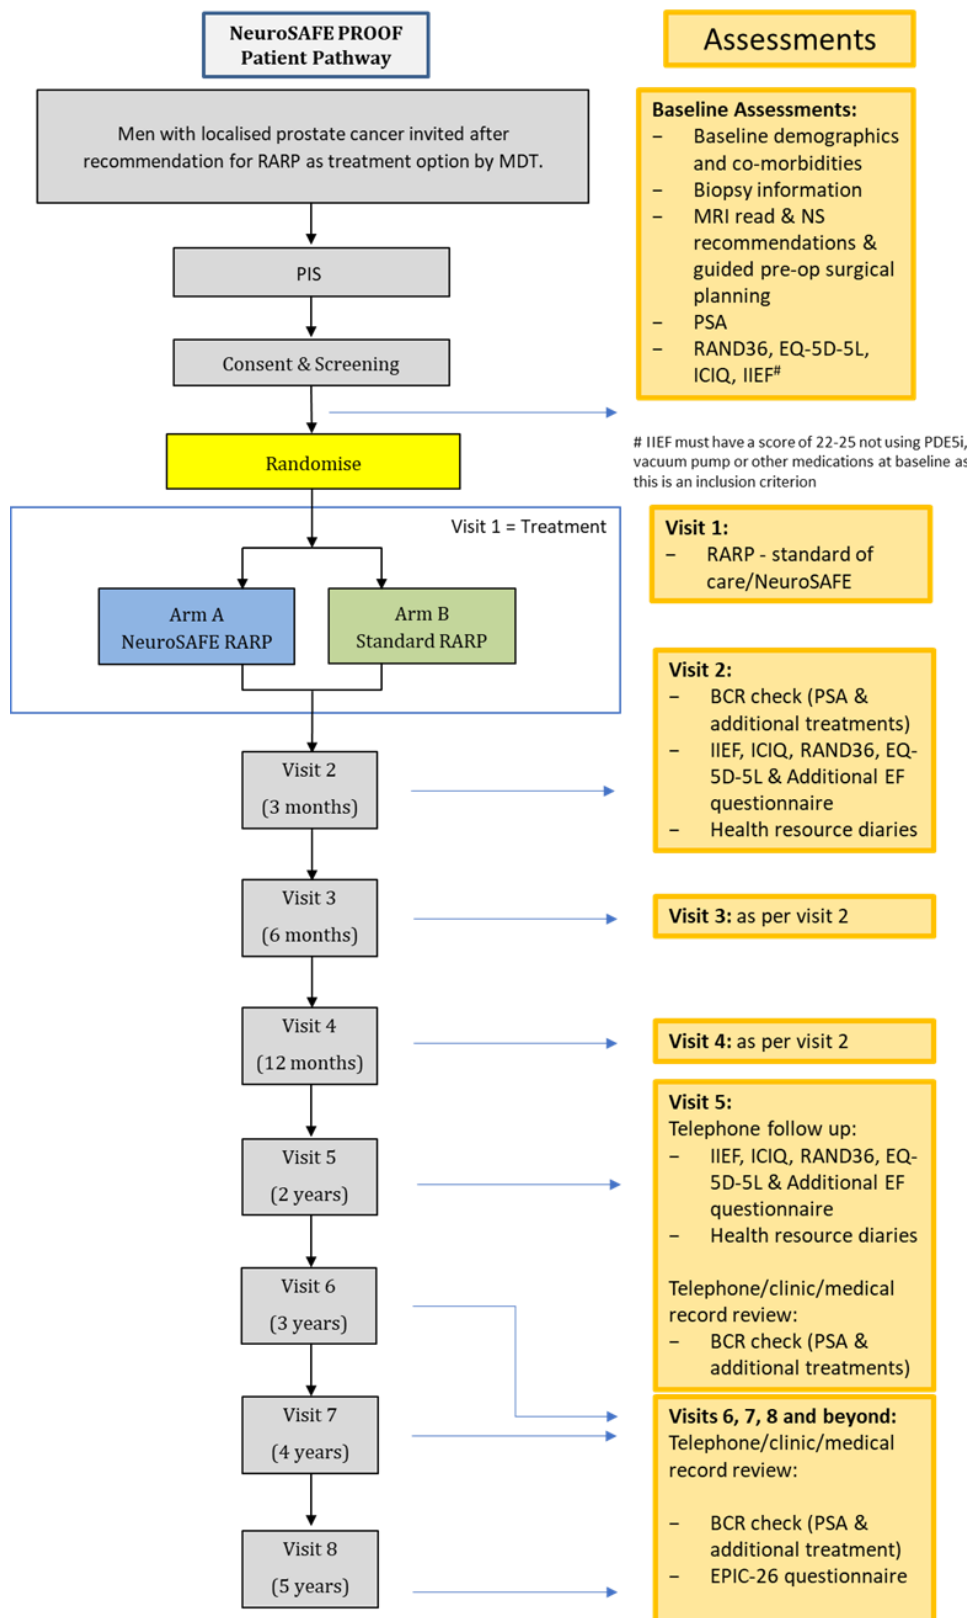 NeuroSAFE PROOF
Patient Pathway
Assessments
Men with localised prostate cancer invited after
recommendation for RARP as treatment option by MDT.
PIS
Consent & Screening
Randomise
Baseline Assessments:
– Baseline demographics
and co-morbidities
– Biopsy information
– MRI read & NS
recommendations &
guided pre-op surgical
planning
– PSA
– RAND36, EQ-5D-5L,
ICIQ, IIEF#
# IIEF must have a score of 22-25 not using PDE5i,
vacuum pump or other medications at baseline as
this is an inclusion criterion
Visit 1 = Treatment
Arm A
NeuroSAFE RARP
Arm B
Standard RARP
Visit 1:
– RARP - standard of
care/NeuroSAFE
Visit 2
(3 months)
Visit 2:
– BCR check (PSA &
additional treatments)
– IIEF, ICIQ, RAND36, EQ-
5D-5L & Additional EF
questionnaire
– Health resource diaries
Visit 3
(6 months)
Visit 3: as per visit 2
Visit 4
(12 months)
Visit 4: as per visit 2
Visit 5
(2 years)
Visit 5:
Telephone follow up:
– IIEF, ICIQ, RAND36, EQ-
5D-5L & Additional EF
questionnaire
– Health resource diaries
Telephone/clinic/medical
record review:
– BCR check (PSA &
additional treatments)
Visit 6
(3 years)
Visit 7
(4 years)
Visit 8
(5 years)
Visits 6, 7, 8 and beyond:
Telephone/clinic/medical
record review:
– BCR check (PSA &
additional treatment)
– EPIC-26 questionnaire